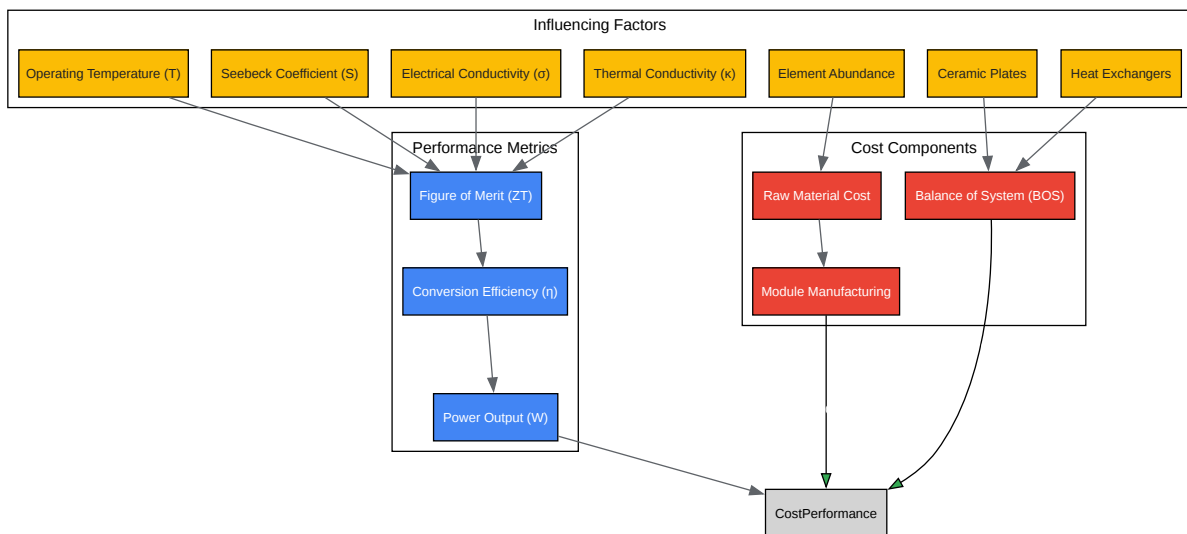 Influencing Factors
Operating Temperature (T)
Seebeck Coefficient (S)
Electrical Conductivity (σ)
Thermal Conductivity (κ)
Element Abundance
Ceramic Plates
Heat Exchangers
Performance Metrics
Cost Components
Figure of Merit (ZT)
Raw Material Cost
Balance of System (BOS)
Conversion Efficiency (η)
Module Manufacturing
Power Output (W)
CostPerformance